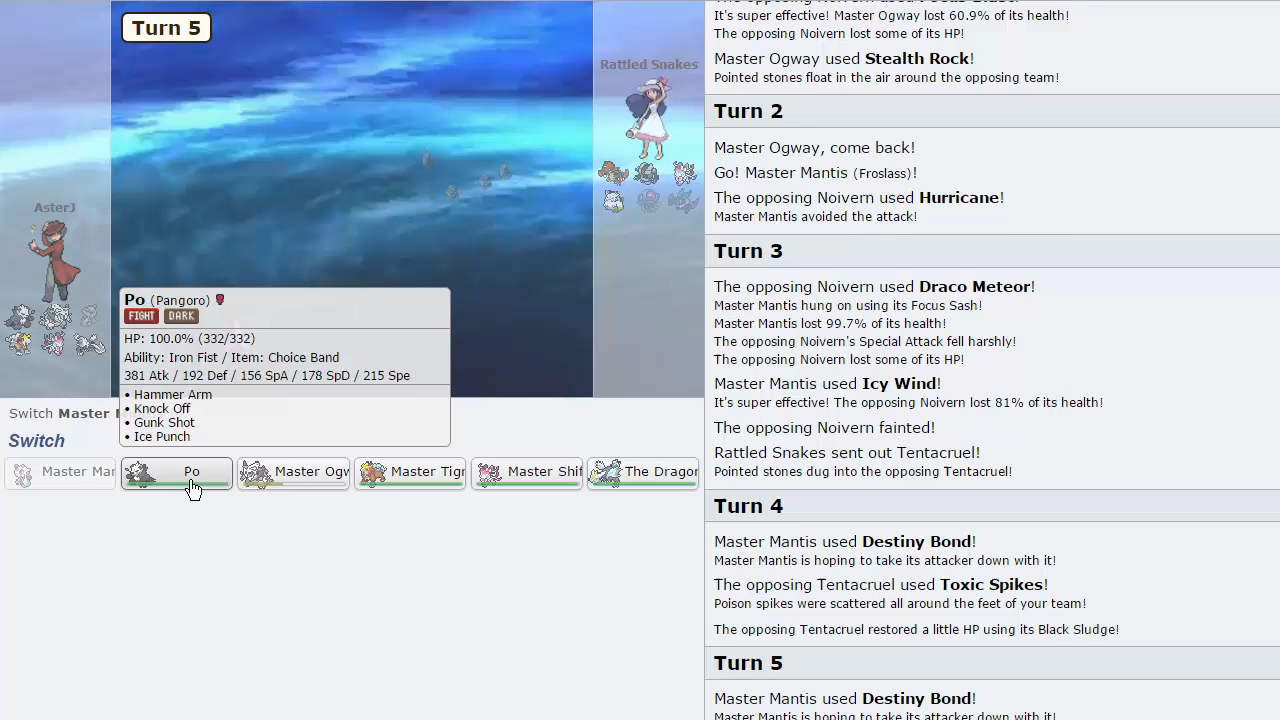 Turn 5
Rattled Snakes
AsterJ
Po (Pangoro)
FIGHT DARK
HP: 100.0% (332/332)
Ability: Iron Fist / Item: Choice Band
381 Atk / 192 Def / 156 SpA / 178 SpD / 215 Spe
• Hammer Arm
• Knock Off
• Gunk Shot
• Ice Punch
Switch Master
Switch
Master Mar
Po
Master Ogw
Master Tigr
Master Shif
The Dragor
It's super effective! Master Ogway lost 60.9% of its health!
The opposing Noivern lost some of its HP!
Master Ogway used Stealth Rock!
Pointed stones float in the air around the opposing team!
Turn 2
Master Ogway, come back!
Go! Master Mantis (Froslass)!
The opposing Noivern used Hurricane!
Master Mantis avoided the attack!
Turn 3
The opposing Noivern used Draco Meteor!
Master Mantis hung on using its Focus Sash!
Master Mantis lost 99.7% of its health!
The opposing Noivern's Special Attack fell harshly!
The opposing Noivern lost some of its HP!
Master Mantis used Icy Wind!
It's super effective! The opposing Noivern lost 81% of its health!
The opposing Noivern fainted!
Rattled Snakes sent out Tentacruel!
Pointed stones dug into the opposing Tentacruel!
Turn 4
Master Mantis used Destiny Bond!
Master Mantis is hoping to take its attacker down with it!
The opposing Tentacruel used Toxic Spikes!
Poison spikes were scattered all around the feet of your team!
The opposing Tentacruel restored a little HP using its Black Sludge!
Turn 5
Master Mantis used Destiny Bond!
Master Mantis is hoping to take its attacker down with it!